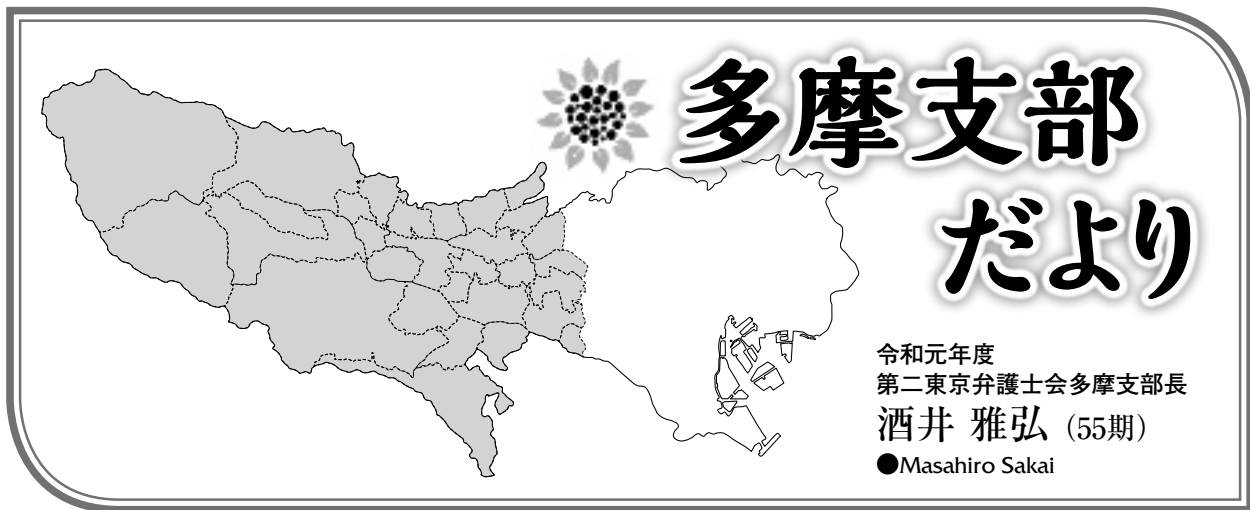 多摩支部
だより
令和元年度
第二東京弁護士会多摩支部長
酒井 雅弘（55期）
●Masahiro Sakai